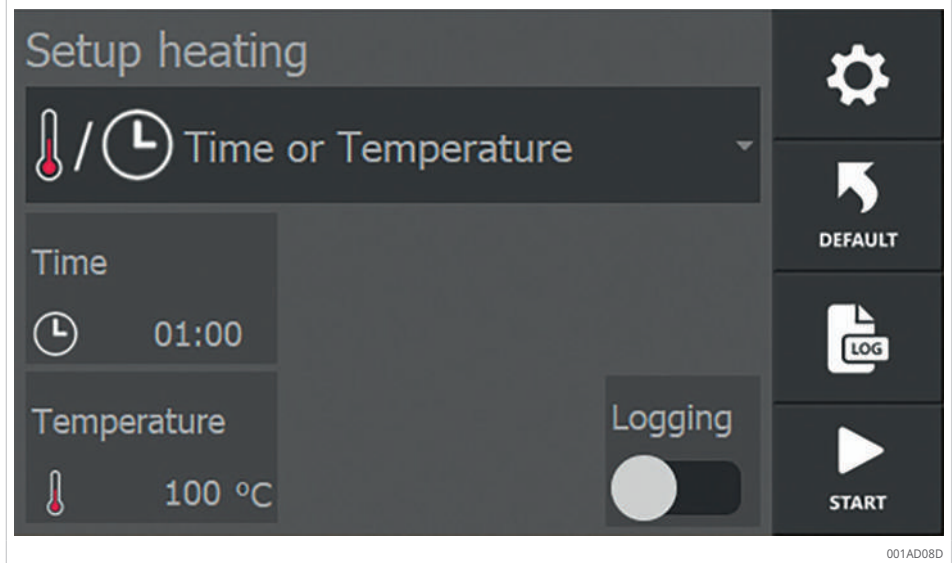 Setup heating
/ Time or Temperature
DEFAULT
Time
01:00
LOG
Temperature
100 °C
Logging
START
001AD08D